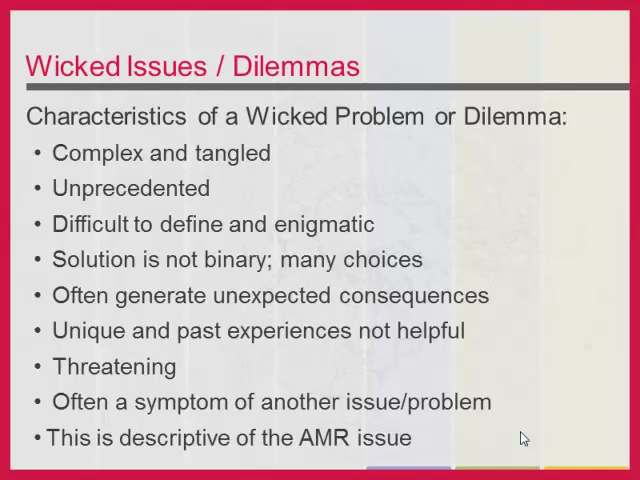 Wicked Issues / Dilemmas
Characteristics of a Wicked Problem or Dilemma:
• Complex and tangled
• Unprecedented
• Difficult to define and enigmatic
• Solution is not binary; many choices
• Often generate unexpected consequences
• Unique and past experiences not helpful
• Threatening
• Often a symptom of another issue/problem
• This is descriptive of the AMR issue